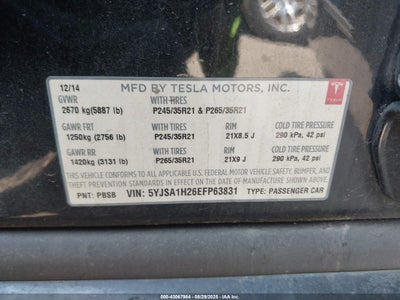 12/14 MFD BY TESLA MOTORS, INC.
GVWR WITH TIRES
2670 kg(5887 lb) P245/35R21 & P265/35R21
GAWR FRT WITH TIRES RIM COLD TIRE PRESSURE
1250kg (2756 lb) P245/35R21 21X8.5 J 290 kPa, 42 psi
GAWR RR WITH TIRES RIM COLD TIRE PRESSURE
1420kg (3131 lb) P265/35R21 21X9 J 290 kPa, 42 psi
THIS VEHICLE CONFORMS TO ALL APPLICABLE U.S. FEDERAL MOTOR VEHICLE SAFETY, BUMPER, AND
THEFT PREVENTION STANDARDS IN EFFECT ON THE DATE OF MANUFACTURE SHOWN ABOVE.
PNT: PBSB VIN: 5YJSA1H26EFP63831 TYPE: PASSENGER CAR
TESLA
IAA STOCK #: 43067864 - 08/29/2025 - IAAI.COM